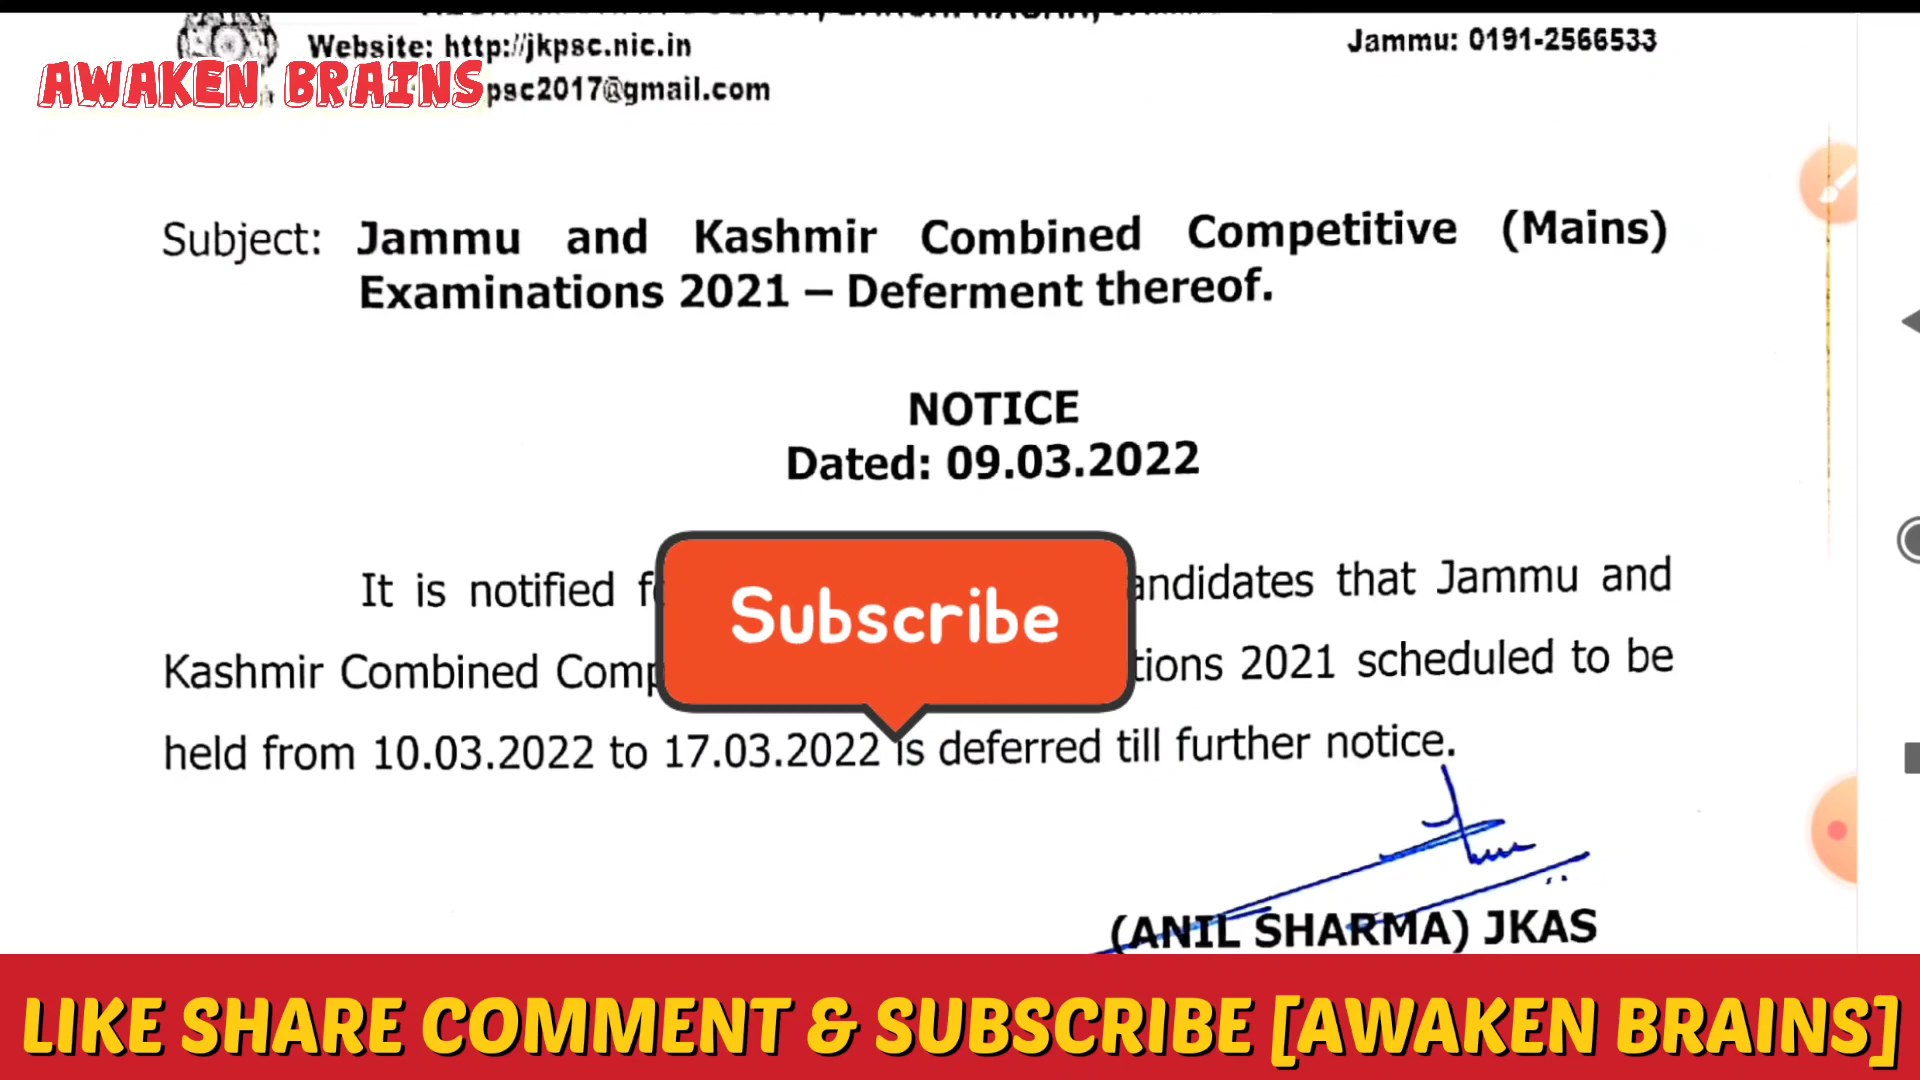 Website: http://jkpsc.nic.in
Jammu: 0191-2566533
AWAKEN BRAINS
psc2017@gmail.com
Subject: Jammu and Kashmir Combined Competitive (Mains)
Examinations 2021 – Deferment thereof.
NOTICE
Dated: 09.03.2022
It is notified andidates that Jammu and
Kashmir Combined Comp tions 2021 scheduled to be
held from 10.03.2022 to 17.03.2022 is deferred till further notice.
Subscribe
(ANIL SHARMA) JKAS
LIKE SHARE COMMENT & SUBSCRIBE [AWAKEN BRAINS]